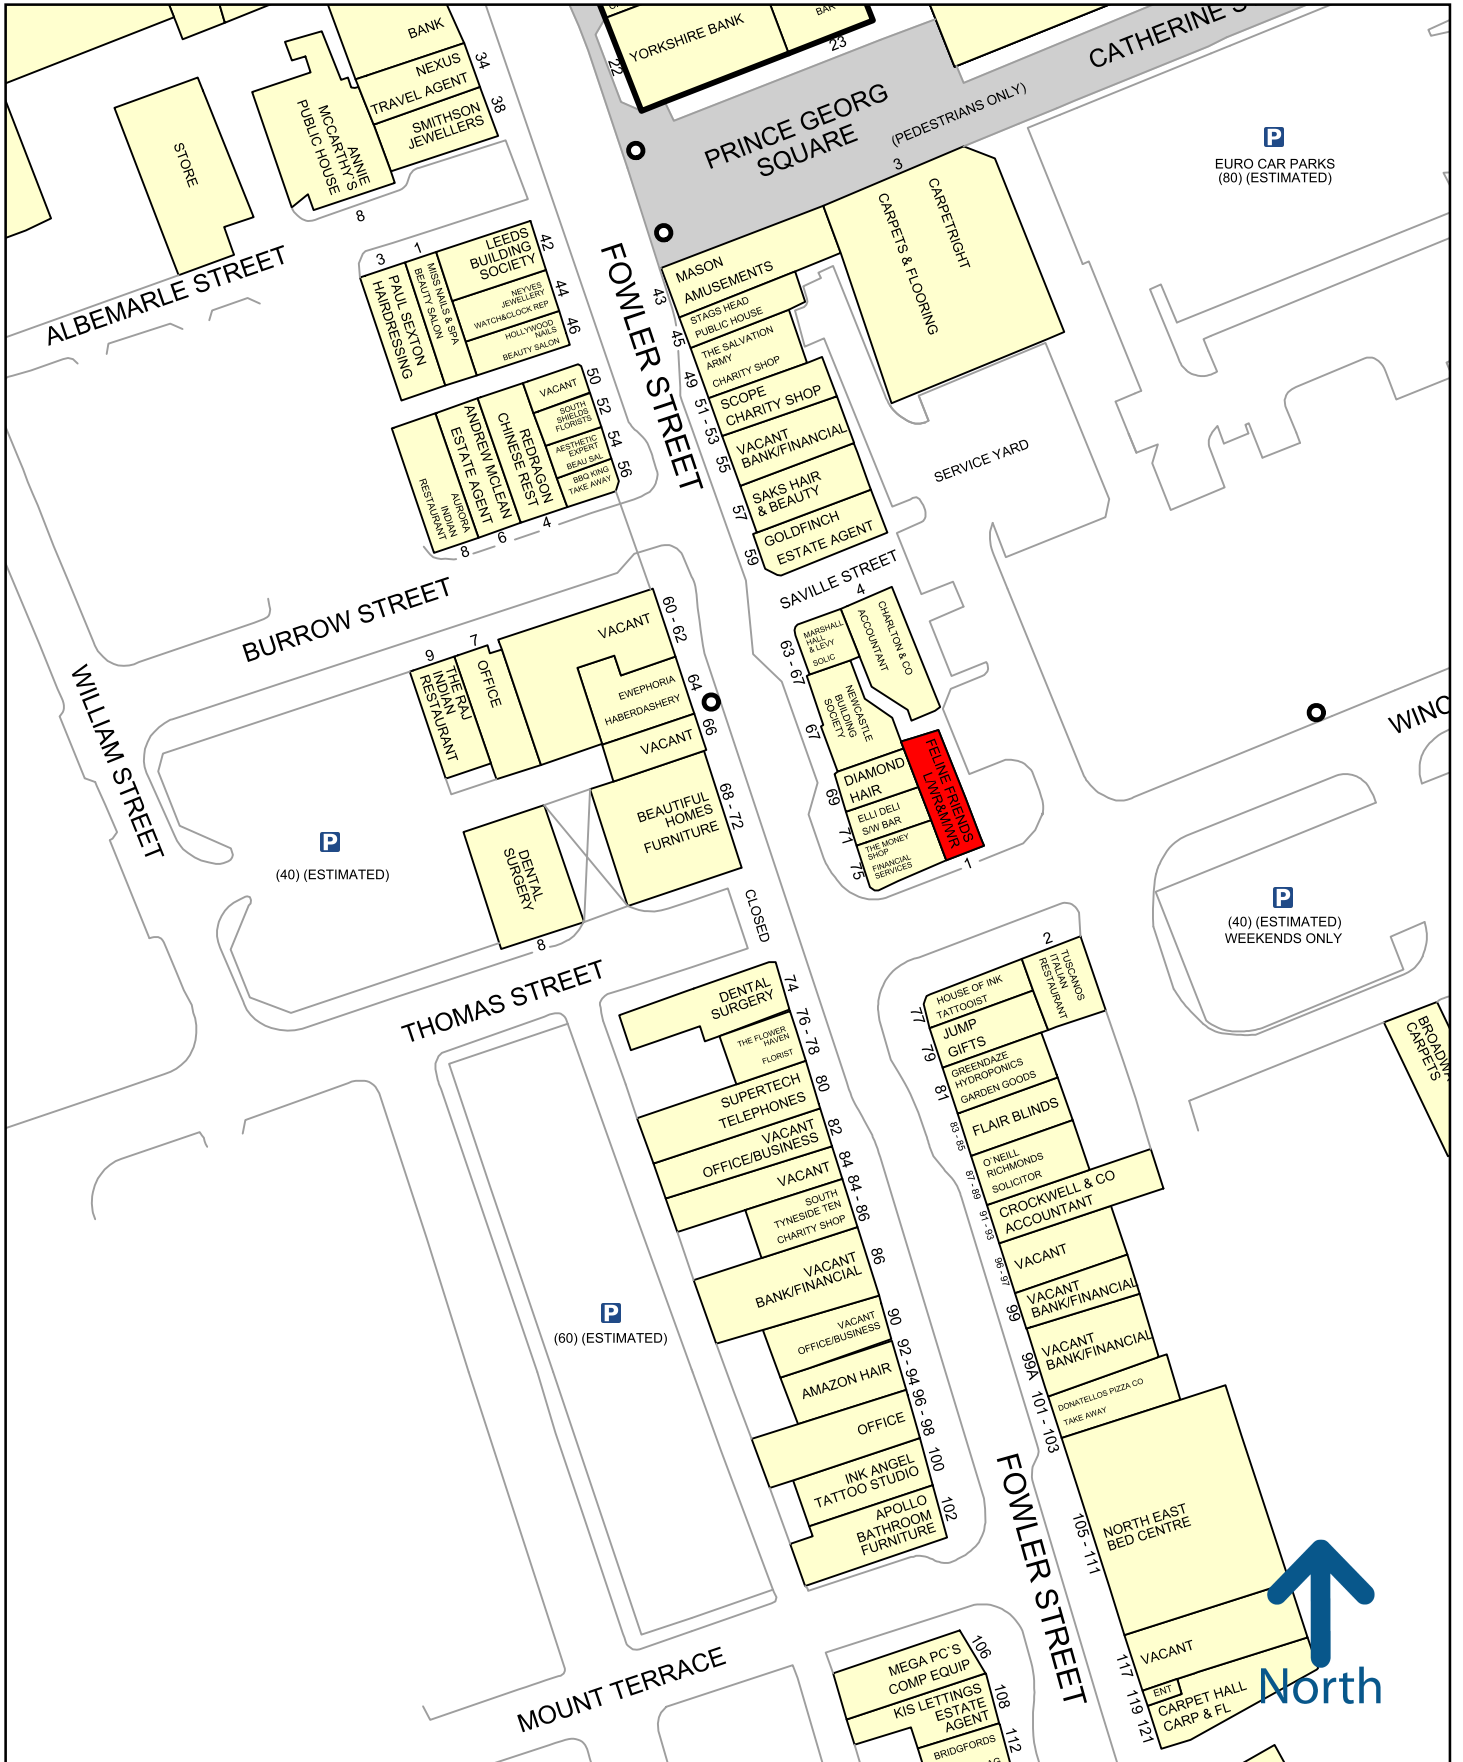 BANK
34
NEXUS
TRAVEL AGENT
38
SMITHSON
JEWELLERS
ANNIE
MCCARTHY`S
PUBLIC HOUSE
8
STORE
YORKSHIRE BANK
22
23
CATHERINE S
PRINCE GEORG
SQUARE
(PEDESTRIANS ONLY)
P
EURO CAR PARKS
(80) (ESTIMATED)
3
CARPETRIGHT
CARPETS & FLOORING
ALBEMARLE STREET
3
1
PAUL SEXTON
HAIRDRESSING
MISS NAILS & SPA
BEAUTY SALON
LEEDS
BUILDING
SOCIETY
42
NEYVES
JEWELLERY
WATCH&CLOCK REP
44
HOLLYWOOD
NAILS
BEAUTY SALON
46
FOWLER STREET
43
MASON
AMUSEMENTS
45
STAGS HEAD
PUBLIC HOUSE
49
THE SALVATION
ARMY
CHARITY SHOP
51 - 53
SCOPE
CHARITY SHOP
55
VACANT
BANK/FINANCIAL
57
SAKS HAIR
& BEAUTY
59
GOLDFINCH
ESTATE AGENT
SERVICE YARD
VACANT
50
SOUTH
SHIELDS
FLORISTS
52
AESTHETIC
EXPERT
BEAU SAL
54
BBQ KING
TAKE AWAY
56
REDRAGON
CHINESE REST
4
ANDREW MCLEAN
ESTATE AGENT
6
AURORA
INDIAN
RESTAURANT
8
BURROW STREET
SAVILLE STREET
4
CHARLTON & CO
ACCOUNTANT
MARSHALL
HALL
& LEVY
SOLIC
63 - 67
NEWCASTLE
BUILDING
SOCIETY
67
DIAMOND
HAIR
69
ELLI DELI
S/W BAR
71
THE MONEY
SHOP
FINANCIAL
SERVICES
75
FELINE FRIENDS
L/WR&M/WR
1
WINC
WILLIAM STREET
9
7
THE RAJ
INDIAN
RESTAURANT
OFFICE
VACANT
60 - 62
EWEPHORIA
HABERDASHERY
64
VACANT
66
BEAUTIFUL
HOMES
FURNITURE
68 - 72
P
(40) (ESTIMATED)
DENTAL
SURGERY
8
CLOSED
P
(40) (ESTIMATED)
WEEKENDS ONLY
THOMAS STREET
DENTAL
SURGERY
74
THE FLOWER
HAVEN
FLORIST
76 - 78
SUPERTECH
TELEPHONES
80
VACANT
OFFICE/BUSINESS
82
VACANT
84
SOUTH
TYNESIDE TEN
CHARITY SHOP
84 - 86
VACANT
BANK/FINANCIAL
86
VACANT
OFFICE/BUSINESS
90
AMAZON HAIR
92 - 94
OFFICE
96 - 98
INK ANGEL
TATTOO STUDIO
100
APOLLO
BATHROOM
FURNITURE
102
P
(60) (ESTIMATED)
2
TUSCANOS
ITALIAN
RESTAURANT
HOUSE OF INK
TATTOOIST
77
JUMP
GIFTS
79
GREENDAZE
HYDROPONICS
GARDEN GOODS
81
FLAIR BLINDS
83 - 85
O`NEILL
RICHMONDS
SOLICITOR
87 - 89
CROCKWELL & CO
ACCOUNTANT
91 - 93
VACANT
96 - 97
VACANT
BANK/FINANCIAL
99
VACANT
BANK/FINANCIAL
99A
DONATELLOS PIZZA CO
TAKE AWAY
101 - 103
NORTH EAST
BED CENTRE
105 - 111
VACANT
117
ENT
119
CARPET HALL
CARP & FL
121
BROADWA
CARPETS
FOWLER STREET
North
MOUNT TERRACE
MEGA PC`S
COMP EQUIP
106
KIS LETTINGS
ESTATE
AGENT
108
BRIDGFORDS
112